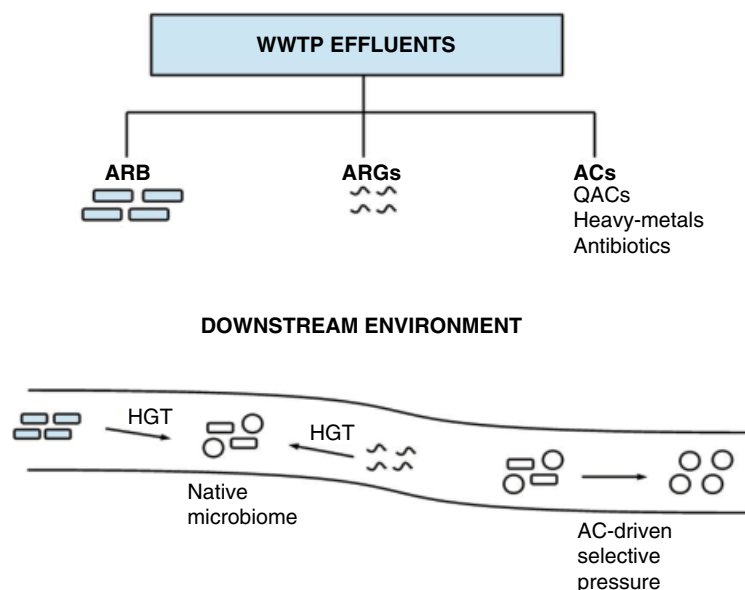 WWTP EFFLUENTS
ARB
ARGs
ACs
QACs
Heavy-metals
Antibiotics
DOWNSTREAM ENVIRONMENT
HGT
HGT
Native
microbiome
AC-driven
selective
pressure